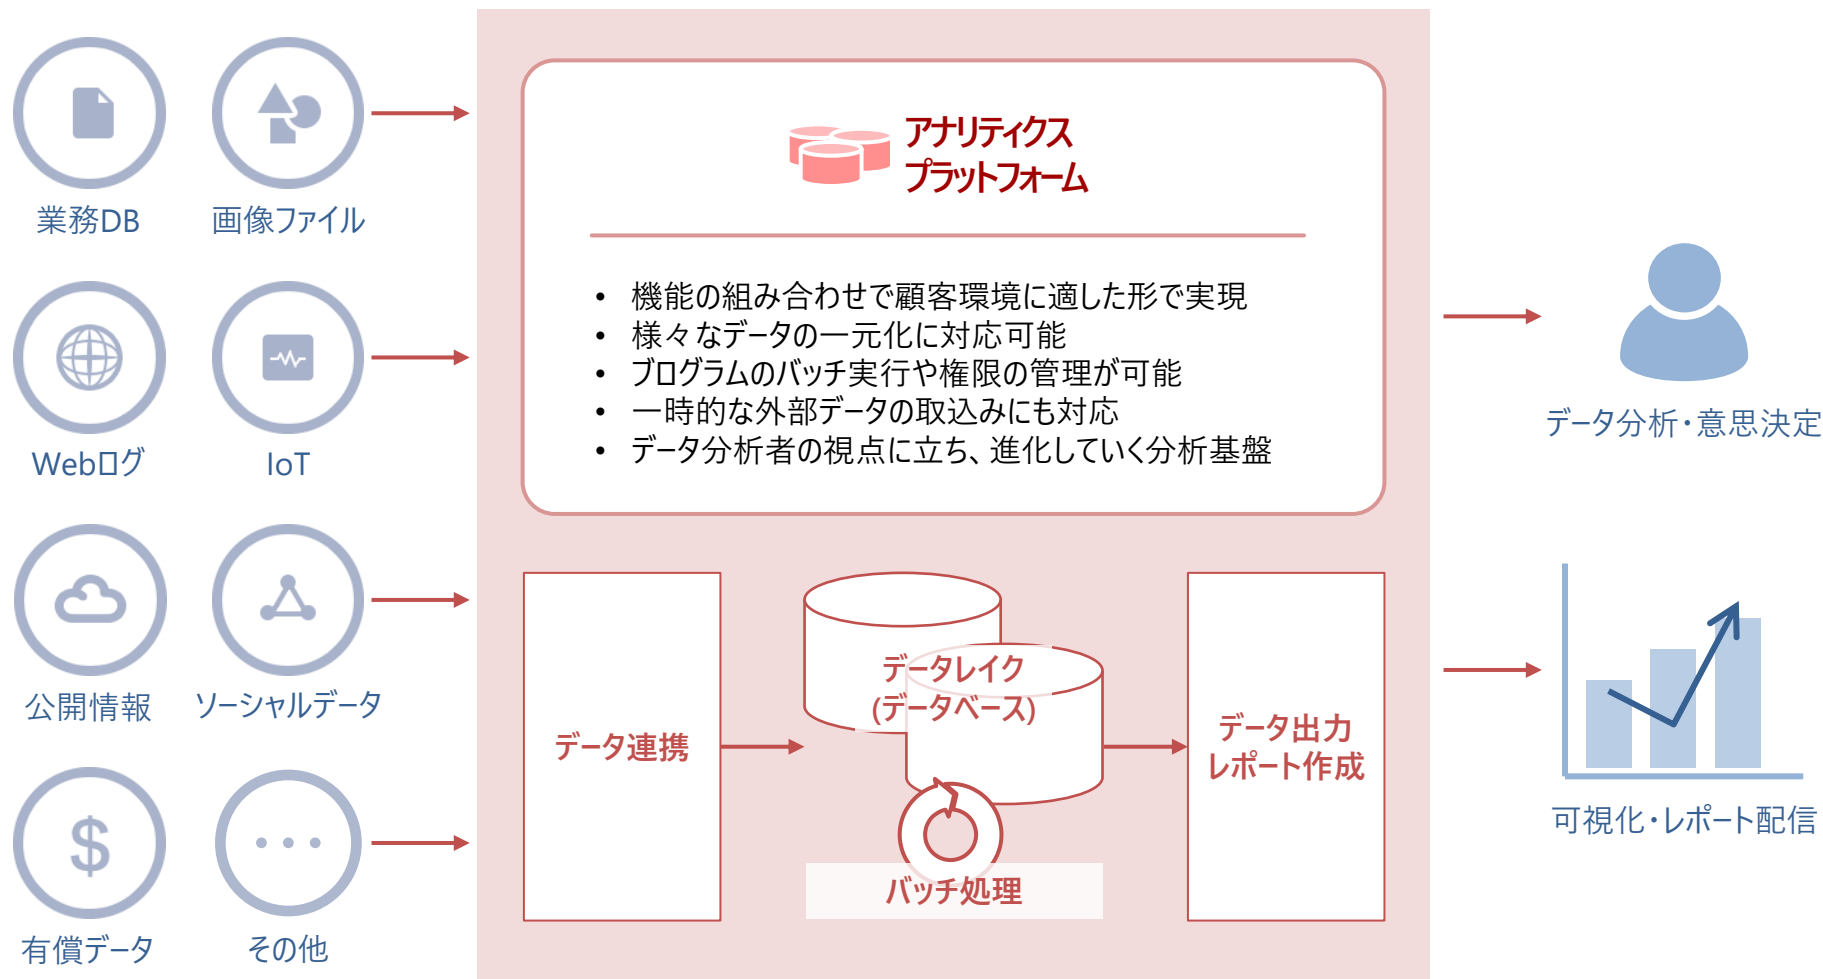 業務DB
画像ファイル
Webログ
IoT
公開情報
ソーシャルデータ
有償データ
その他
アナリティクス
プラットフォーム
• 機能の組み合わせで顧客環境に適した形で実現
• 様々なデータの一元化に対応可能
• プログラムのバッチ実行や権限の管理が可能
• 一時的な外部データの取込みにも対応
• データ分析者の視点に立ち、進化していく分析基盤
データ連携
データレイク
(データベース)
バッチ処理
データ出力
レポート作成
データ分析・意思決定
可視化・レポート配信